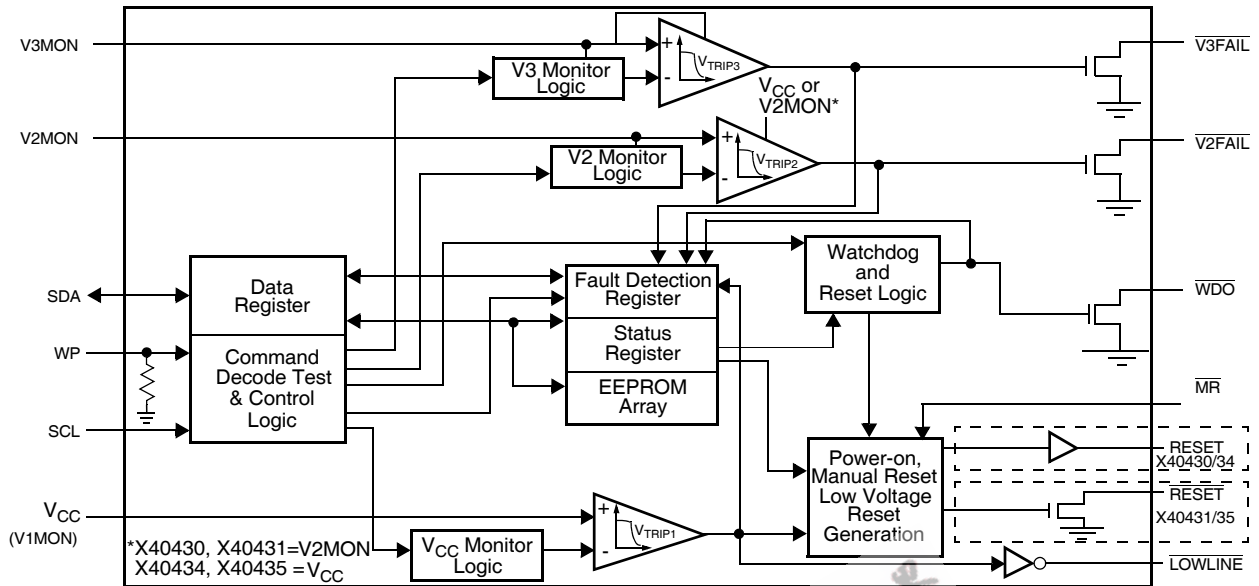 V3MON
V3 Monitor
Logic
+
-
VTRIP3
V3FAIL
VCC or
V2MON*
V2MON
V2 Monitor
Logic
+
-
VTRIP2
V2FAIL
SDA
WP
SCL
Data
Register
Command
Decode Test
& Control
Logic
Fault Detection
Register
Status
Register
EEPROM
Array
Watchdog
and
Reset Logic
WDO
MR
Power-on,
Manual Reset
Low Voltage
Reset
Generation
RESET
X40430/34
RESET
X40431/35
LOWLINE
VCC
(V1MON)
VCC Monitor
Logic
+
-
VTRIP1
*X40430, X40431=V2MON
X40434, X40435 =VCC